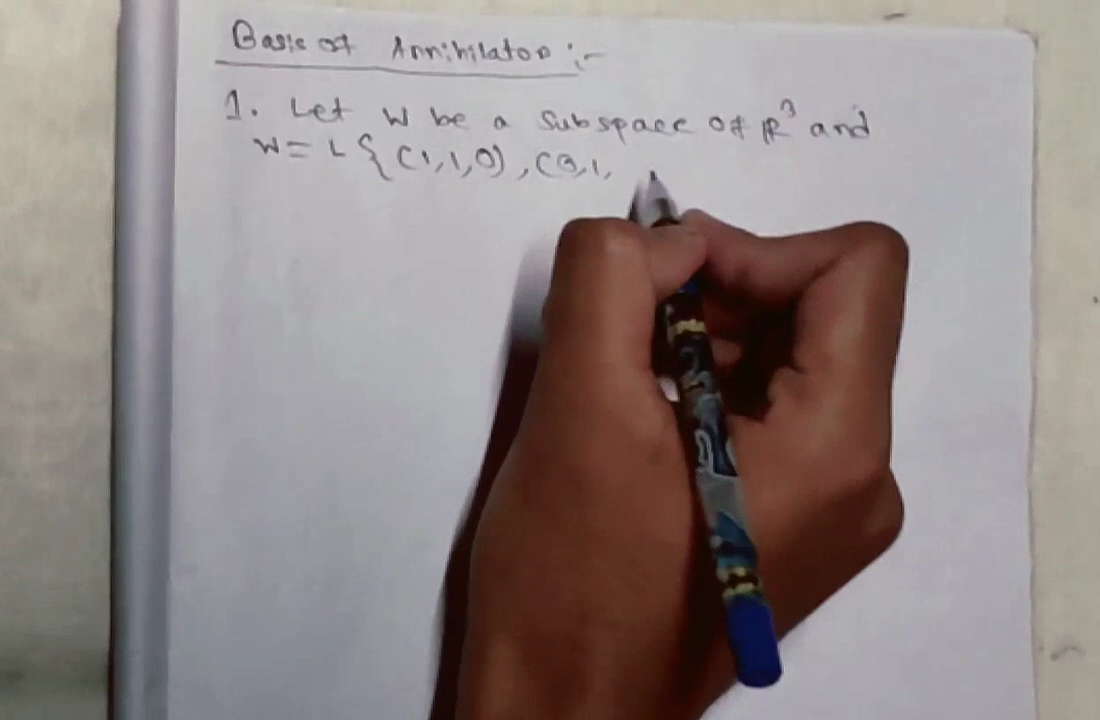 Basis of Annihilator :-
1. Let W be a subspace of R³ and
W = L { (1,1,0), (0,1,